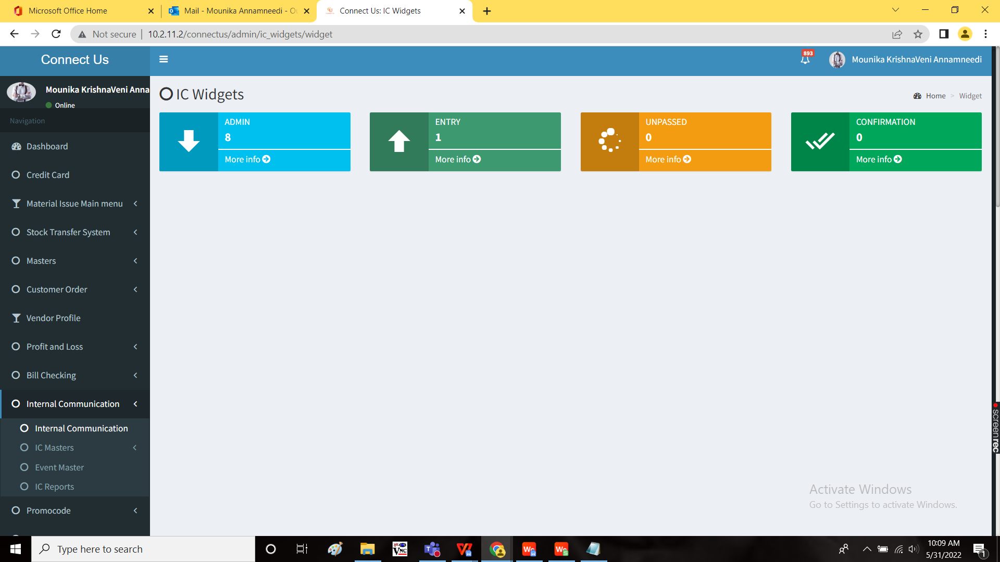 Microsoft Office Home
Mail - Mounika Annamneedi - Ou
Connect Us: IC Widgets
Not secure
10.2.11.2/connectus/admin/ic_widgets/widget
Connect Us
893
Mounika KrishnaVeni Annamneedi
Mounika KrishnaVeni Anna
Online
Navigation
Dashboard
Credit Card
Material Issue Main menu
Stock Transfer System
Masters
Customer Order
Vendor Profile
Profit and Loss
Bill Checking
Internal Communication
Internal Communication
IC Masters
Event Master
IC Reports
Promocode
IC Widgets
Home > Widget
ADMIN
8
More info
ENTRY
1
More info
UNPASSED
0
More info
CONFIRMATION
0
More info
screenrec
Activate Windows
Go to Settings to activate Windows.
Type here to search
10:09 AM
5/31/2022
1